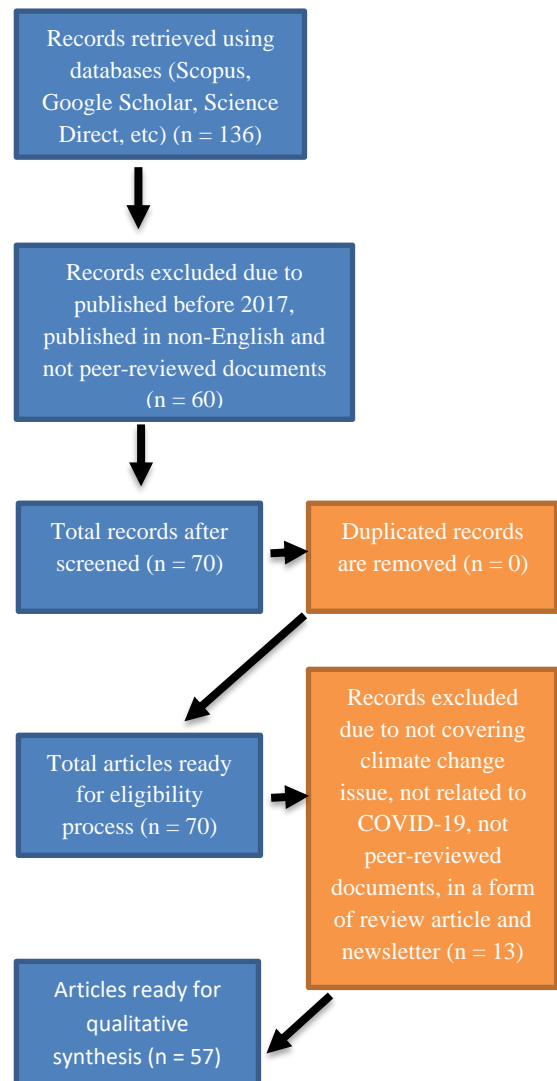 Records retrieved using
databases (Scopus,
Google Scholar, Science
Direct, etc) (n = 136)
Records excluded due to
published before 2017,
published in non-English and
not peer-reviewed documents
(n = 60)
Total records after
screened (n = 70)
Duplicated records
are removed (n = 0)
Records excluded
due to not covering
climate change
issue, not related to
COVID-19, not
peer-reviewed
documents, in a form
of review article and
newsletter (n = 13)
Total articles ready
for eligibility
process (n = 70)
Articles ready for
qualitative
synthesis (n = 57)